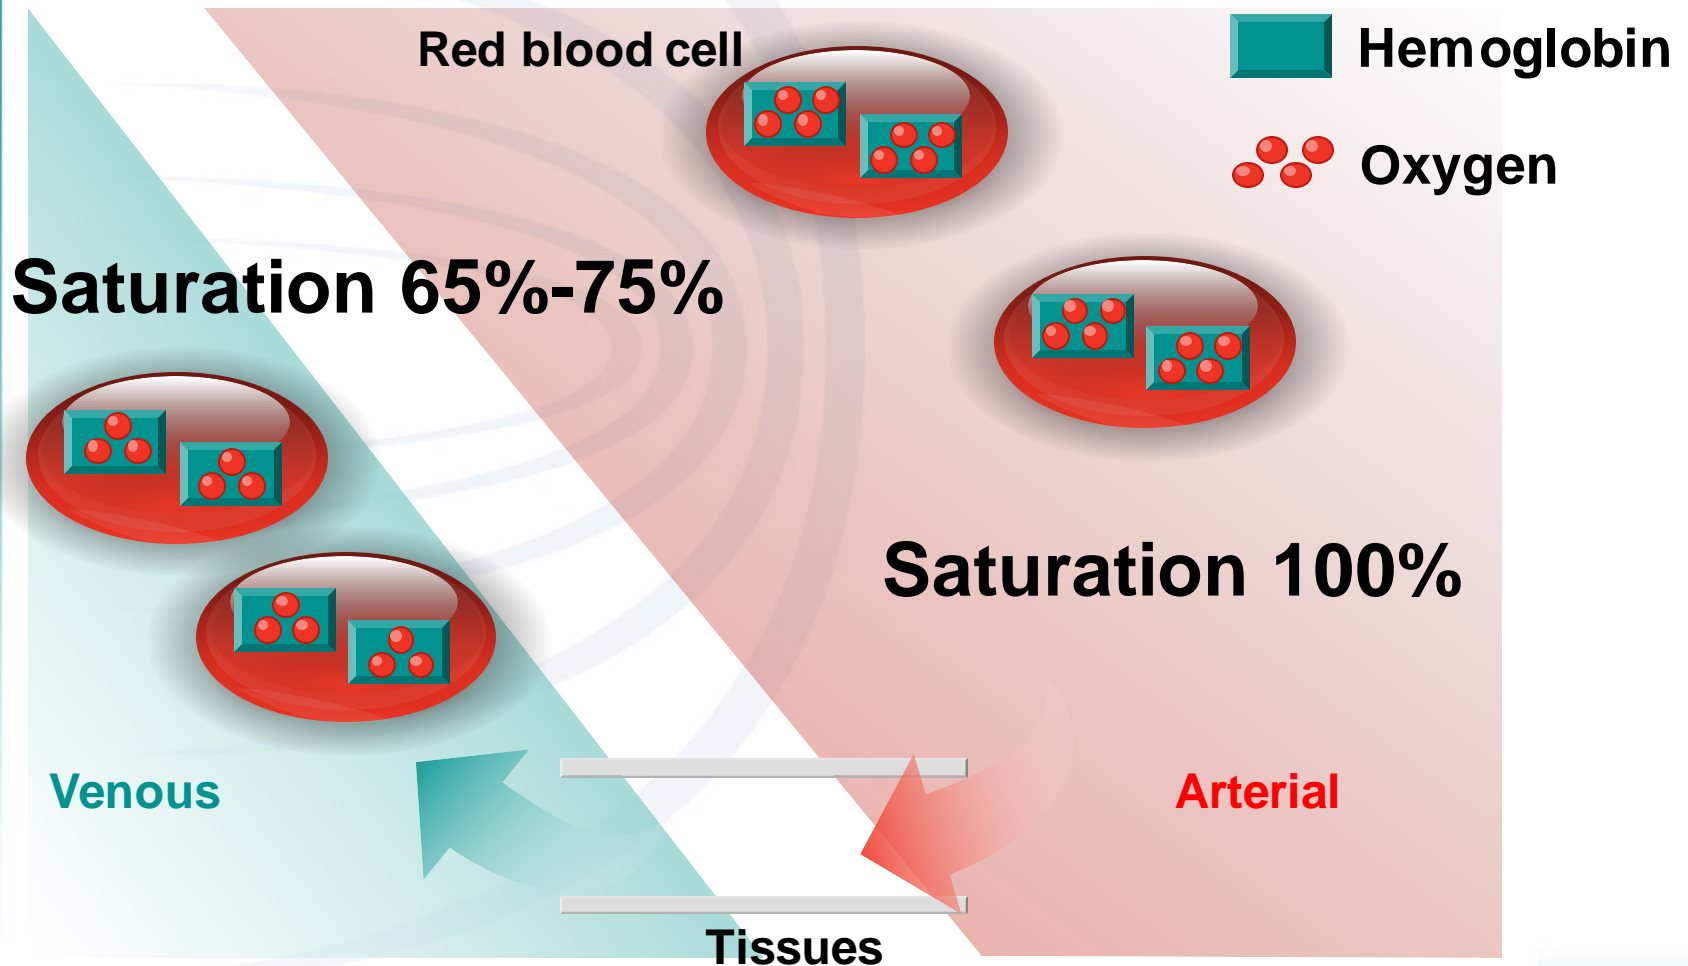 Red blood cell
Hemoglobin
Oxygen
Saturation 65%-75%
Saturation 100%
Venous
Arterial
Tissues